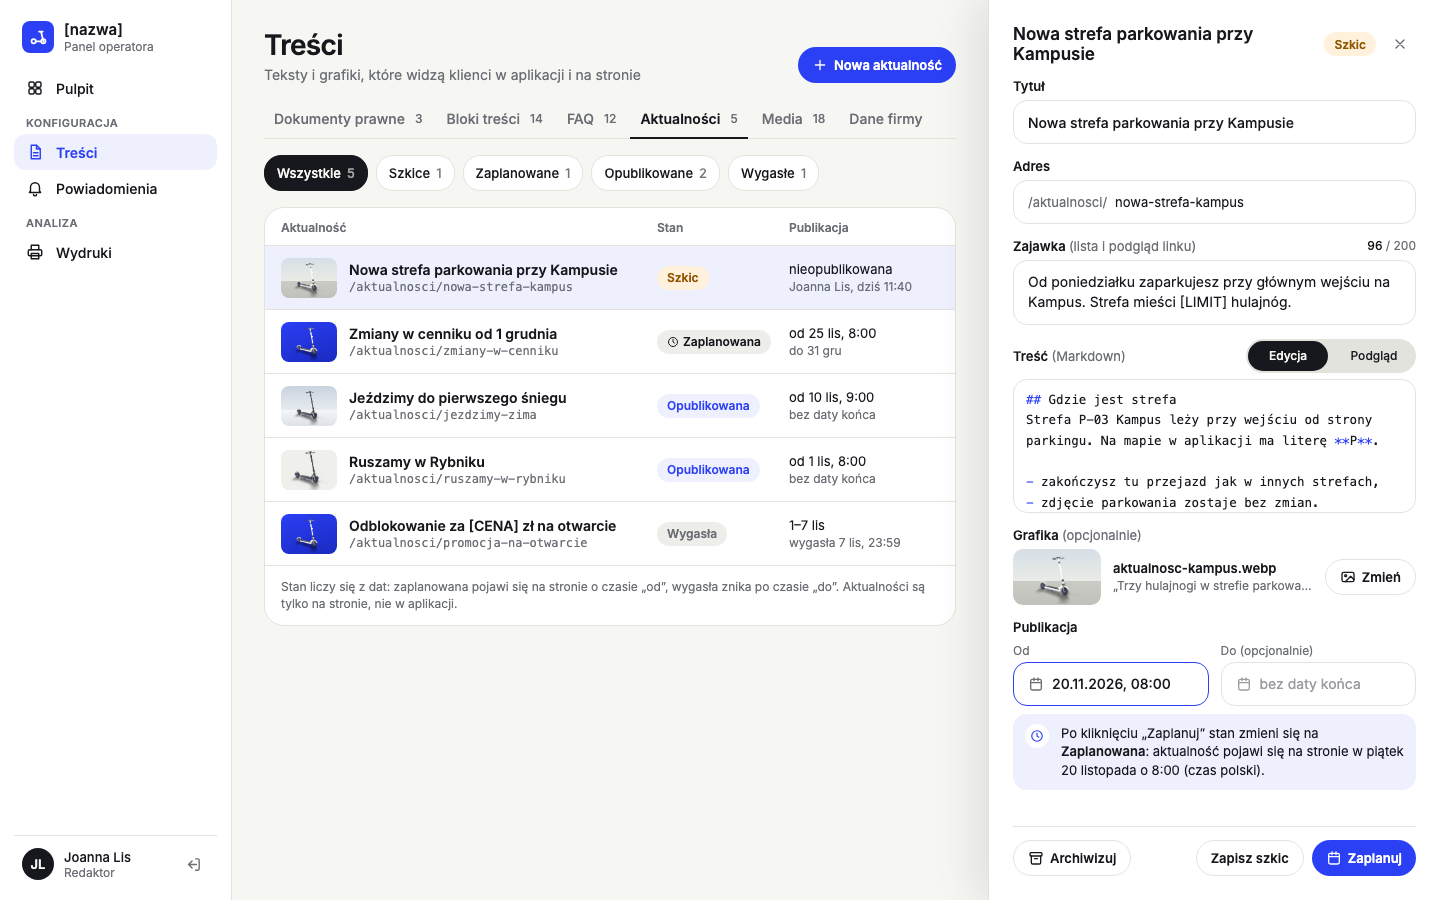 [nazwa]
Panel operatora
Pulpit
KONFIGURACJA
Treści
Powiadomienia
ANALIZA
Wydruki
JL
Joanna Lis
Redaktor
Treści
Teksty i grafiki, które widzą klienci w aplikacji i na stronie
Nowa aktualność
Dokumenty prawne 3 Bloki treści 14 FAQ 12 Aktualności 5 Media 18 Dane firmy
Wszystkie 5 Szkice 1 Zaplanowane 1 Opublikowane 2 Wygasłe 1
Aktualność Stan Publikacja
Nowa strefa parkowania przy Kampusie
/aktualnosci/nowa-strefa-kampus
Szkic
nieopublikowana
Joanna Lis, dziś 11:40
Zmiany w cenniku od 1 grudnia
/aktualnosci/zmiany-w-cenniku
Zaplanowana
od 25 lis, 8:00
do 31 gru
Jeździmy do pierwszego śniegu
/aktualnosci/jezdzimy-zima
Opublikowana
od 10 lis, 9:00
bez daty końca
Ruszamy w Rybniku
/aktualnosci/ruszamy-w-rybniku
Opublikowana
od 1 lis, 8:00
bez daty końca
Odblokowanie za [CENA] zł na otwarcie
/aktualnosci/promocja-na-otwarcie
Wygasła
1–7 lis
wygasła 7 lis, 23:59
Stan liczy się z dat: zaplanowana pojawi się na stronie o czasie „od”, wygasła znika po czasie „do”. Aktualności są
tylko na stronie, nie w aplikacji.
Nowa strefa parkowania przy
Kampusie
Szkic
Tytuł
Nowa strefa parkowania przy Kampusie
Adres
/aktualnosci/ nowa-strefa-kampus
Zajawka (lista i podgląd linku) 96 / 200
Od poniedziałku zaparkujesz przy głównym wejściu na
Kampus. Strefa mieści [LIMIT] hulajnóg.
Treść (Markdown) Edycja Podgląd
## Gdzie jest strefa
Strefa P-03 Kampus leży przy wejściu od strony
parkingu. Na mapie w aplikacji ma literę **P**.
- zakończysz tu przejazd jak w innych strefach,
- zdjęcie parkowania zostaje bez zmian.
Grafika (opcjonalnie)
aktualnosc-kampus.webp
„Trzy hulajnogi w strefie parkowa...
Zmień
Publikacja
Od Do (opcjonalnie)
20.11.2026, 08:00 bez daty końca
Po kliknięciu „Zaplanuj” stan zmieni się na
Zaplanowana: aktualność pojawi się na stronie w piątek
20 listopada o 8:00 (czas polski).
Archiwizuj Zapisz szkic Zaplanuj